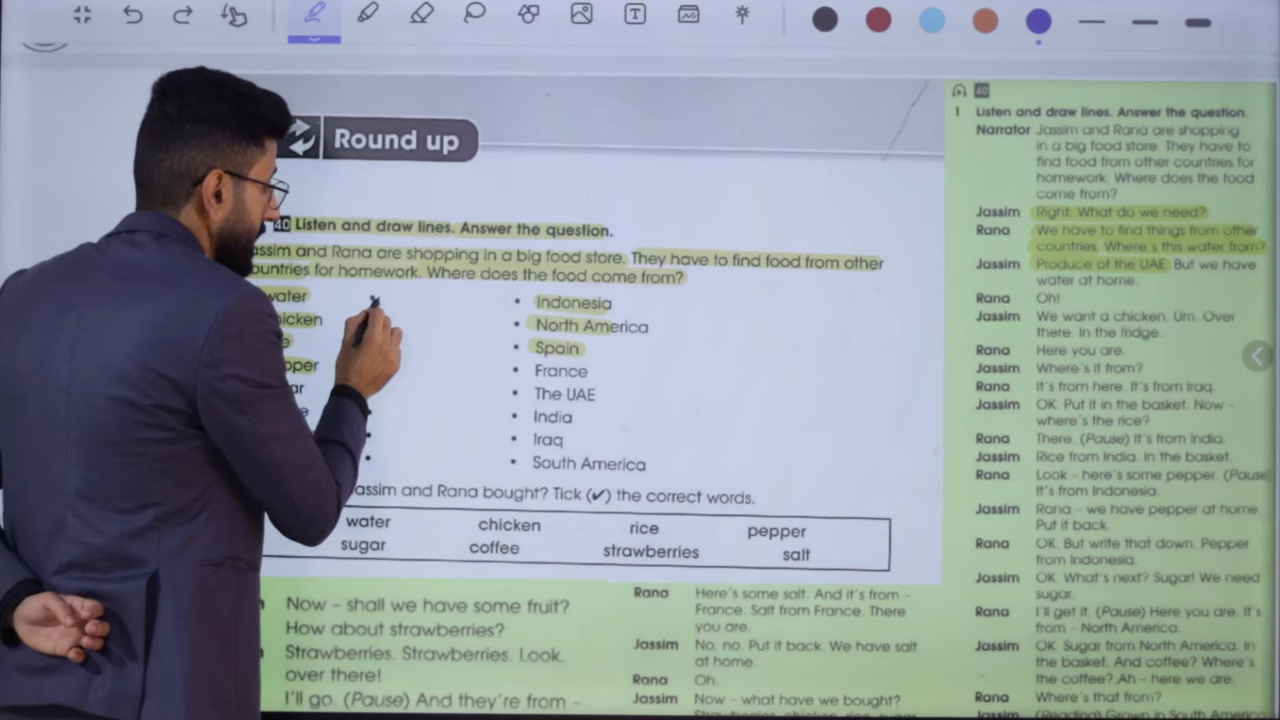 Round up
40 Listen and draw lines. Answer the question.
assim and Rana are shopping in a big food store. They have to find food from other
ountries for homework. Where does the food come from?
water
hicken
e
pper
ar
e
• Indonesia
• North America
• Spain
• France
• The UAE
• India
• Iraq
• South America
assim and Rana bought? Tick (✔) the correct words.
water chicken rice pepper
sugar coffee strawberries salt
Now – shall we have some fruit?
How about strawberries?
Strawberries. Strawberries. Look,
over there!
I'll go. (Pause) And they're from –
Rana Here's some salt. And it's from –
France. Salt from France. There
you are.
Jassim No, no. Put it back. We have salt
at home.
Rana Oh.
Jassim Now – what have we bought?
Strawberries, chicken, rice, sugar
40
1 Listen and draw lines. Answer the question.
Narrator Jassim and Rana are shopping
in a big food store. They have to
find food from other countries for
homework. Where does the food
come from?
Jassim Right. What do we need?
Rana We have to find things from other
countries. Where's this water from?
Jassim Produce of the UAE. But we have
water at home.
Rana Oh!
Jassim We want a chicken. Um. Over
there. In the fridge.
Rana Here you are.
Jassim Where's it from?
Rana It's from here. It's from Iraq.
Jassim OK. Put it in the basket. Now –
where's the rice?
Rana There. (Pause) It's from India.
Jassim Rice from India. In the basket.
Rana Look – here's some pepper. (Pause)
It's from Indonesia.
Jassim Rana – we have pepper at home.
Put it back.
Rana OK. But write that down. Pepper
from Indonesia.
Jassim OK. What's next? Sugar! We need
sugar.
Rana I'll get it. (Pause) Here you are. It's
from – North America.
Jassim OK. Sugar from North America. In
the basket. And coffee? Where's
the coffee? Ah – here we are.
Rana Where's that from?
Jassim (Reading) Grown in South America